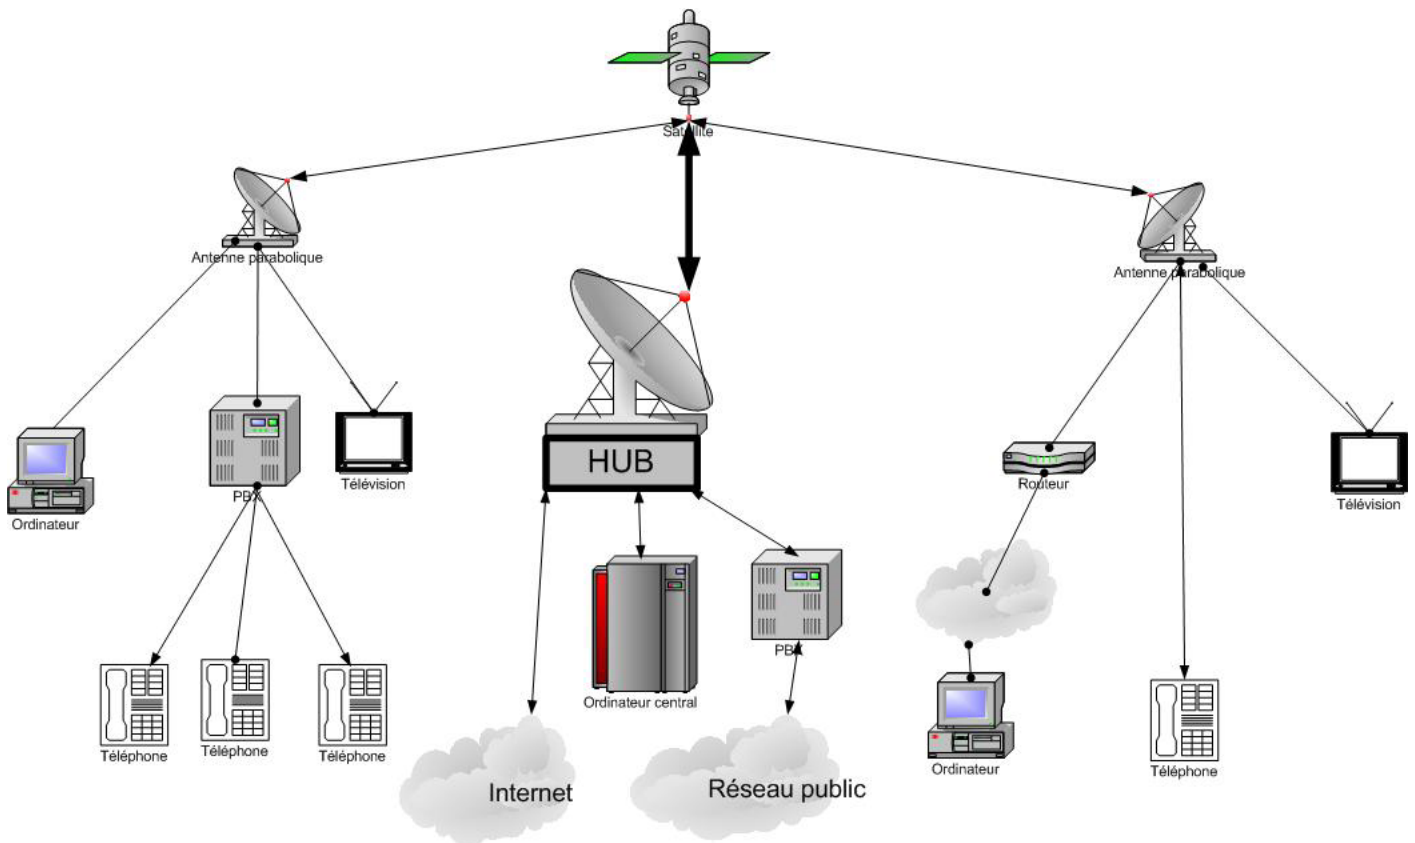 Satellite
Antenne parabolique
Antenne parabolique
HUB
Ordinateur
PBX
Télévision
Routeur
Télévision
Ordinateur central
PBX
Téléphone
Téléphone
Téléphone
Internet
Réseau public
Ordinateur
Téléphone